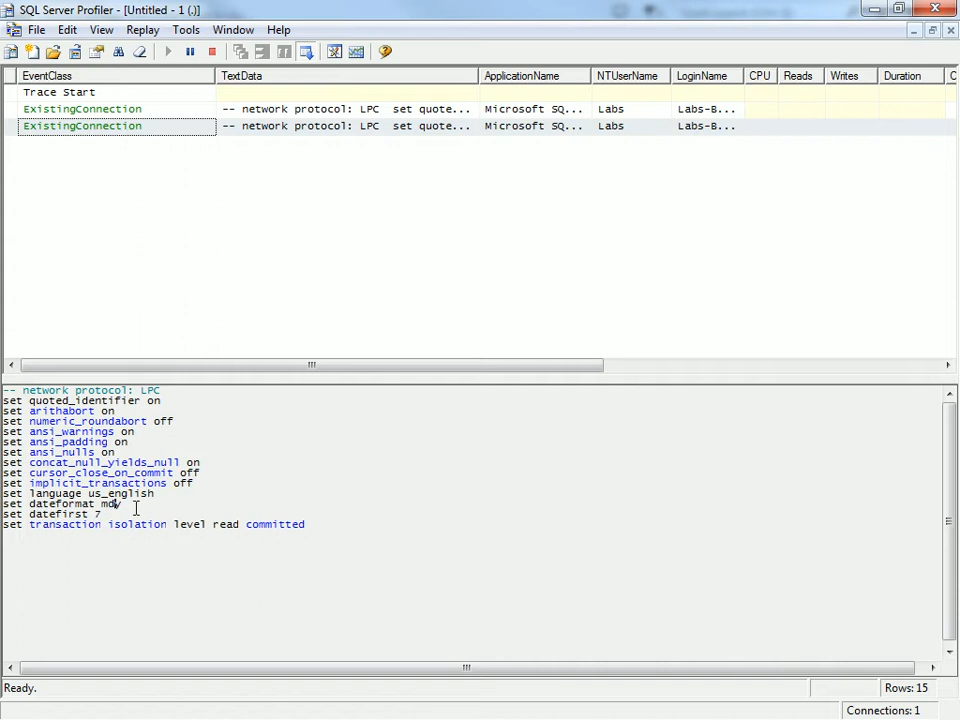 SQL Server Profiler - [Untitled - 1 (.)]
File Edit View Replay Tools Window Help
EventClass TextData ApplicationName NTUserName LoginName CPU Reads Writes Duration C
Trace Start
ExistingConnection -- network protocol: LPC set quote... Microsoft SQ... Labs Labs-B...
ExistingConnection -- network protocol: LPC set quote... Microsoft SQ... Labs Labs-B...
-- network protocol: LPC
set quoted_identifier on
set arithabort on
set numeric_roundabort off
set ansi_warnings on
set ansi_padding on
set ansi_nulls on
set concat_null_yields_null on
set cursor_close_on_commit off
set implicit_transactions off
set language us_english
set dateformat mdy
set datefirst 7
set transaction isolation level read committed
Ready.
Rows: 15
Connections: 1